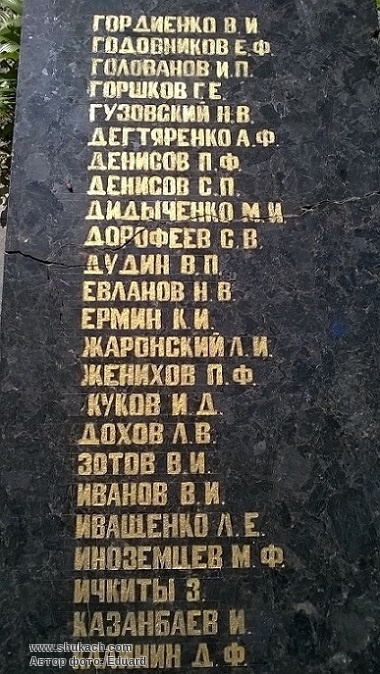 ГОРДИЕНКО В.И
ГОДОВНИКОВ Е.Ф.
ГОЛОВАНОВ И.П.
ГОРШКОВ Г.Е.
ГУЗОВСКИЙ Н.В.
ДЕГТЯРЕНКО А.Ф.
ДЕНИСОВ П.Ф.
ДЕНИСОВ С.П.
ДИДЫЧЕНКО М.И.
ДОРОФЕЕВ С.В.
ДУДИН В.П.
ЕВЛАНОВ Н.В.
ЕРМИН К.И.
ЖАРОНСКИЙ Л.И.
ЖЕНИХОВ П.Ф.
ЖУКОВ И.Д.
ДОХОВ Л.В.
ЗОТОВ В.И.
ИВАНОВ В.И.
ИВАЩЕНКО Л.Е.
ИНОЗЕМЦЕВ М.Ф.
ИЧКИТЫ З.
КАЗАНБАЕВ И.
Д.Ф.
www.shukach.com
Автор фото: Eduard